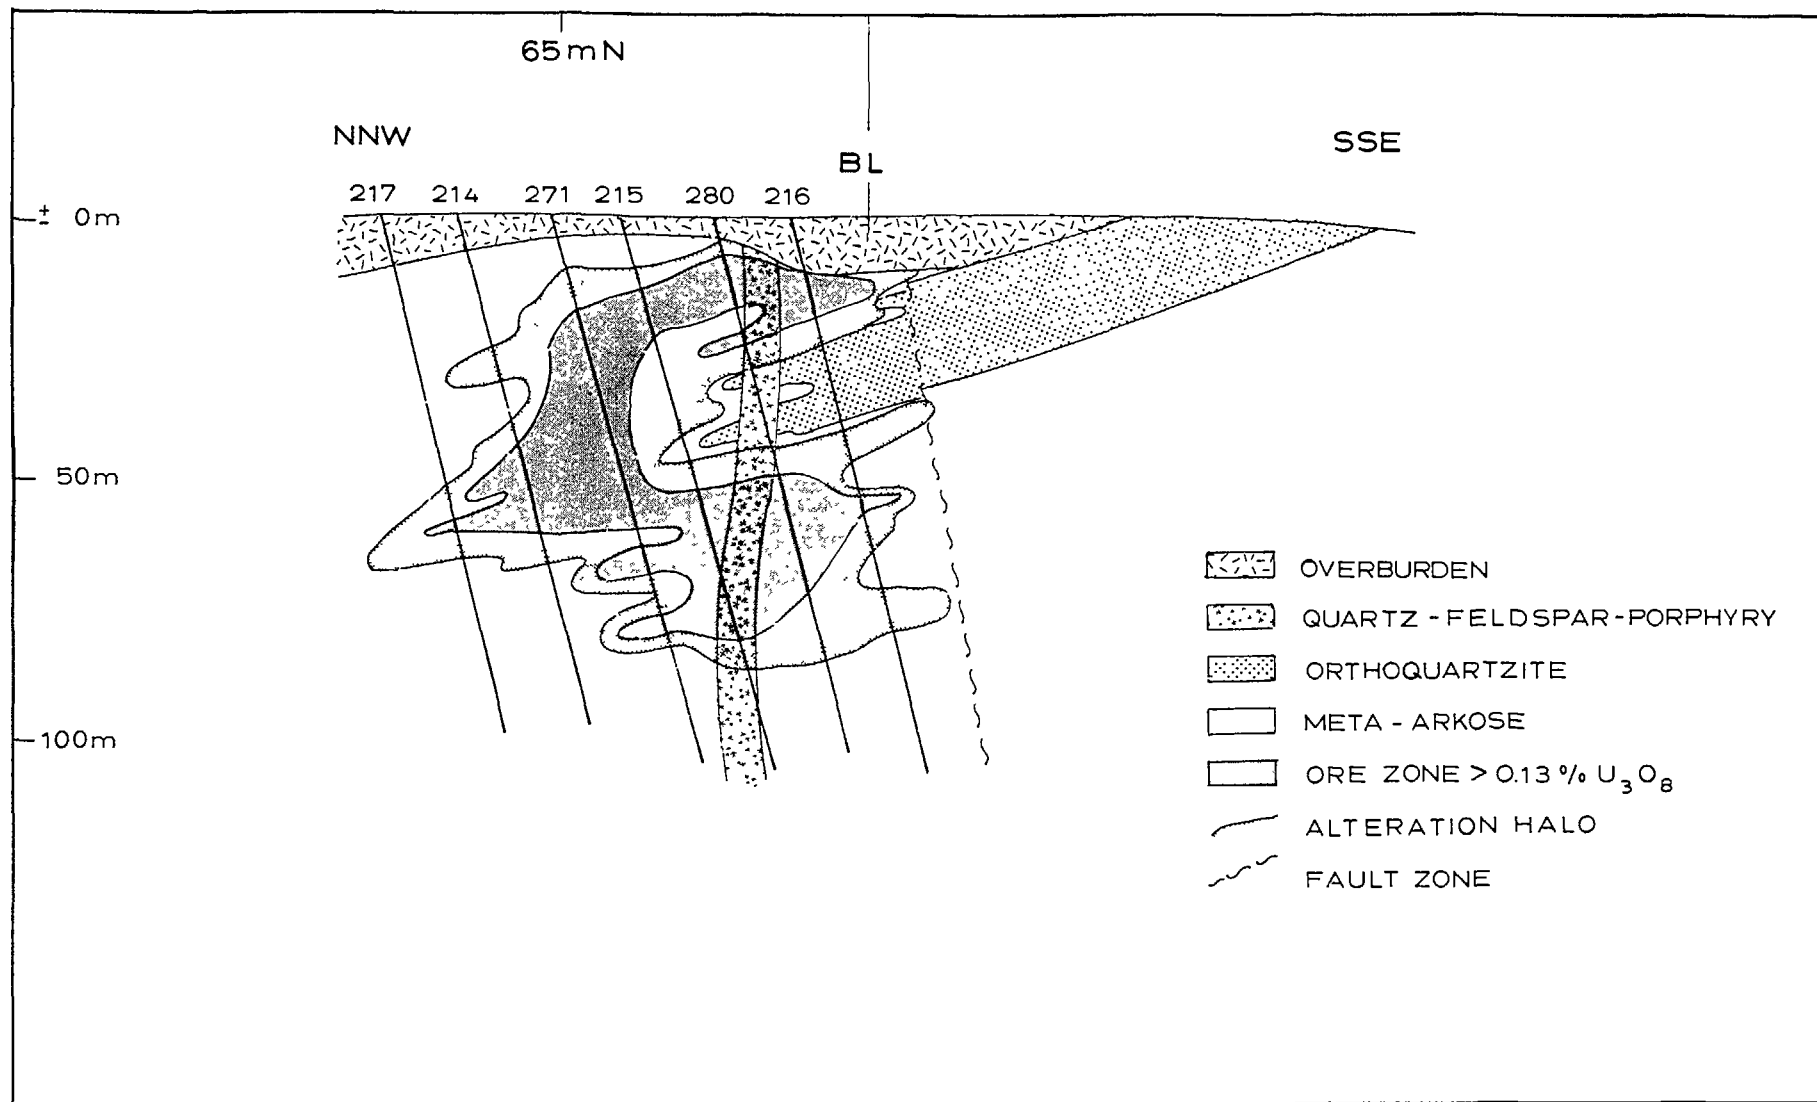 65mN
NNW
SSE
BL
217 214 271 215 280 216
± 0m
50m
100m
OVERBURDEN
QUARTZ - FELDSPAR - PORPHYRY
ORTHOQUARTZITE
META - ARKOSE
ORE ZONE > 0.13 % U₃O₈
ALTERATION HALO
FAULT ZONE